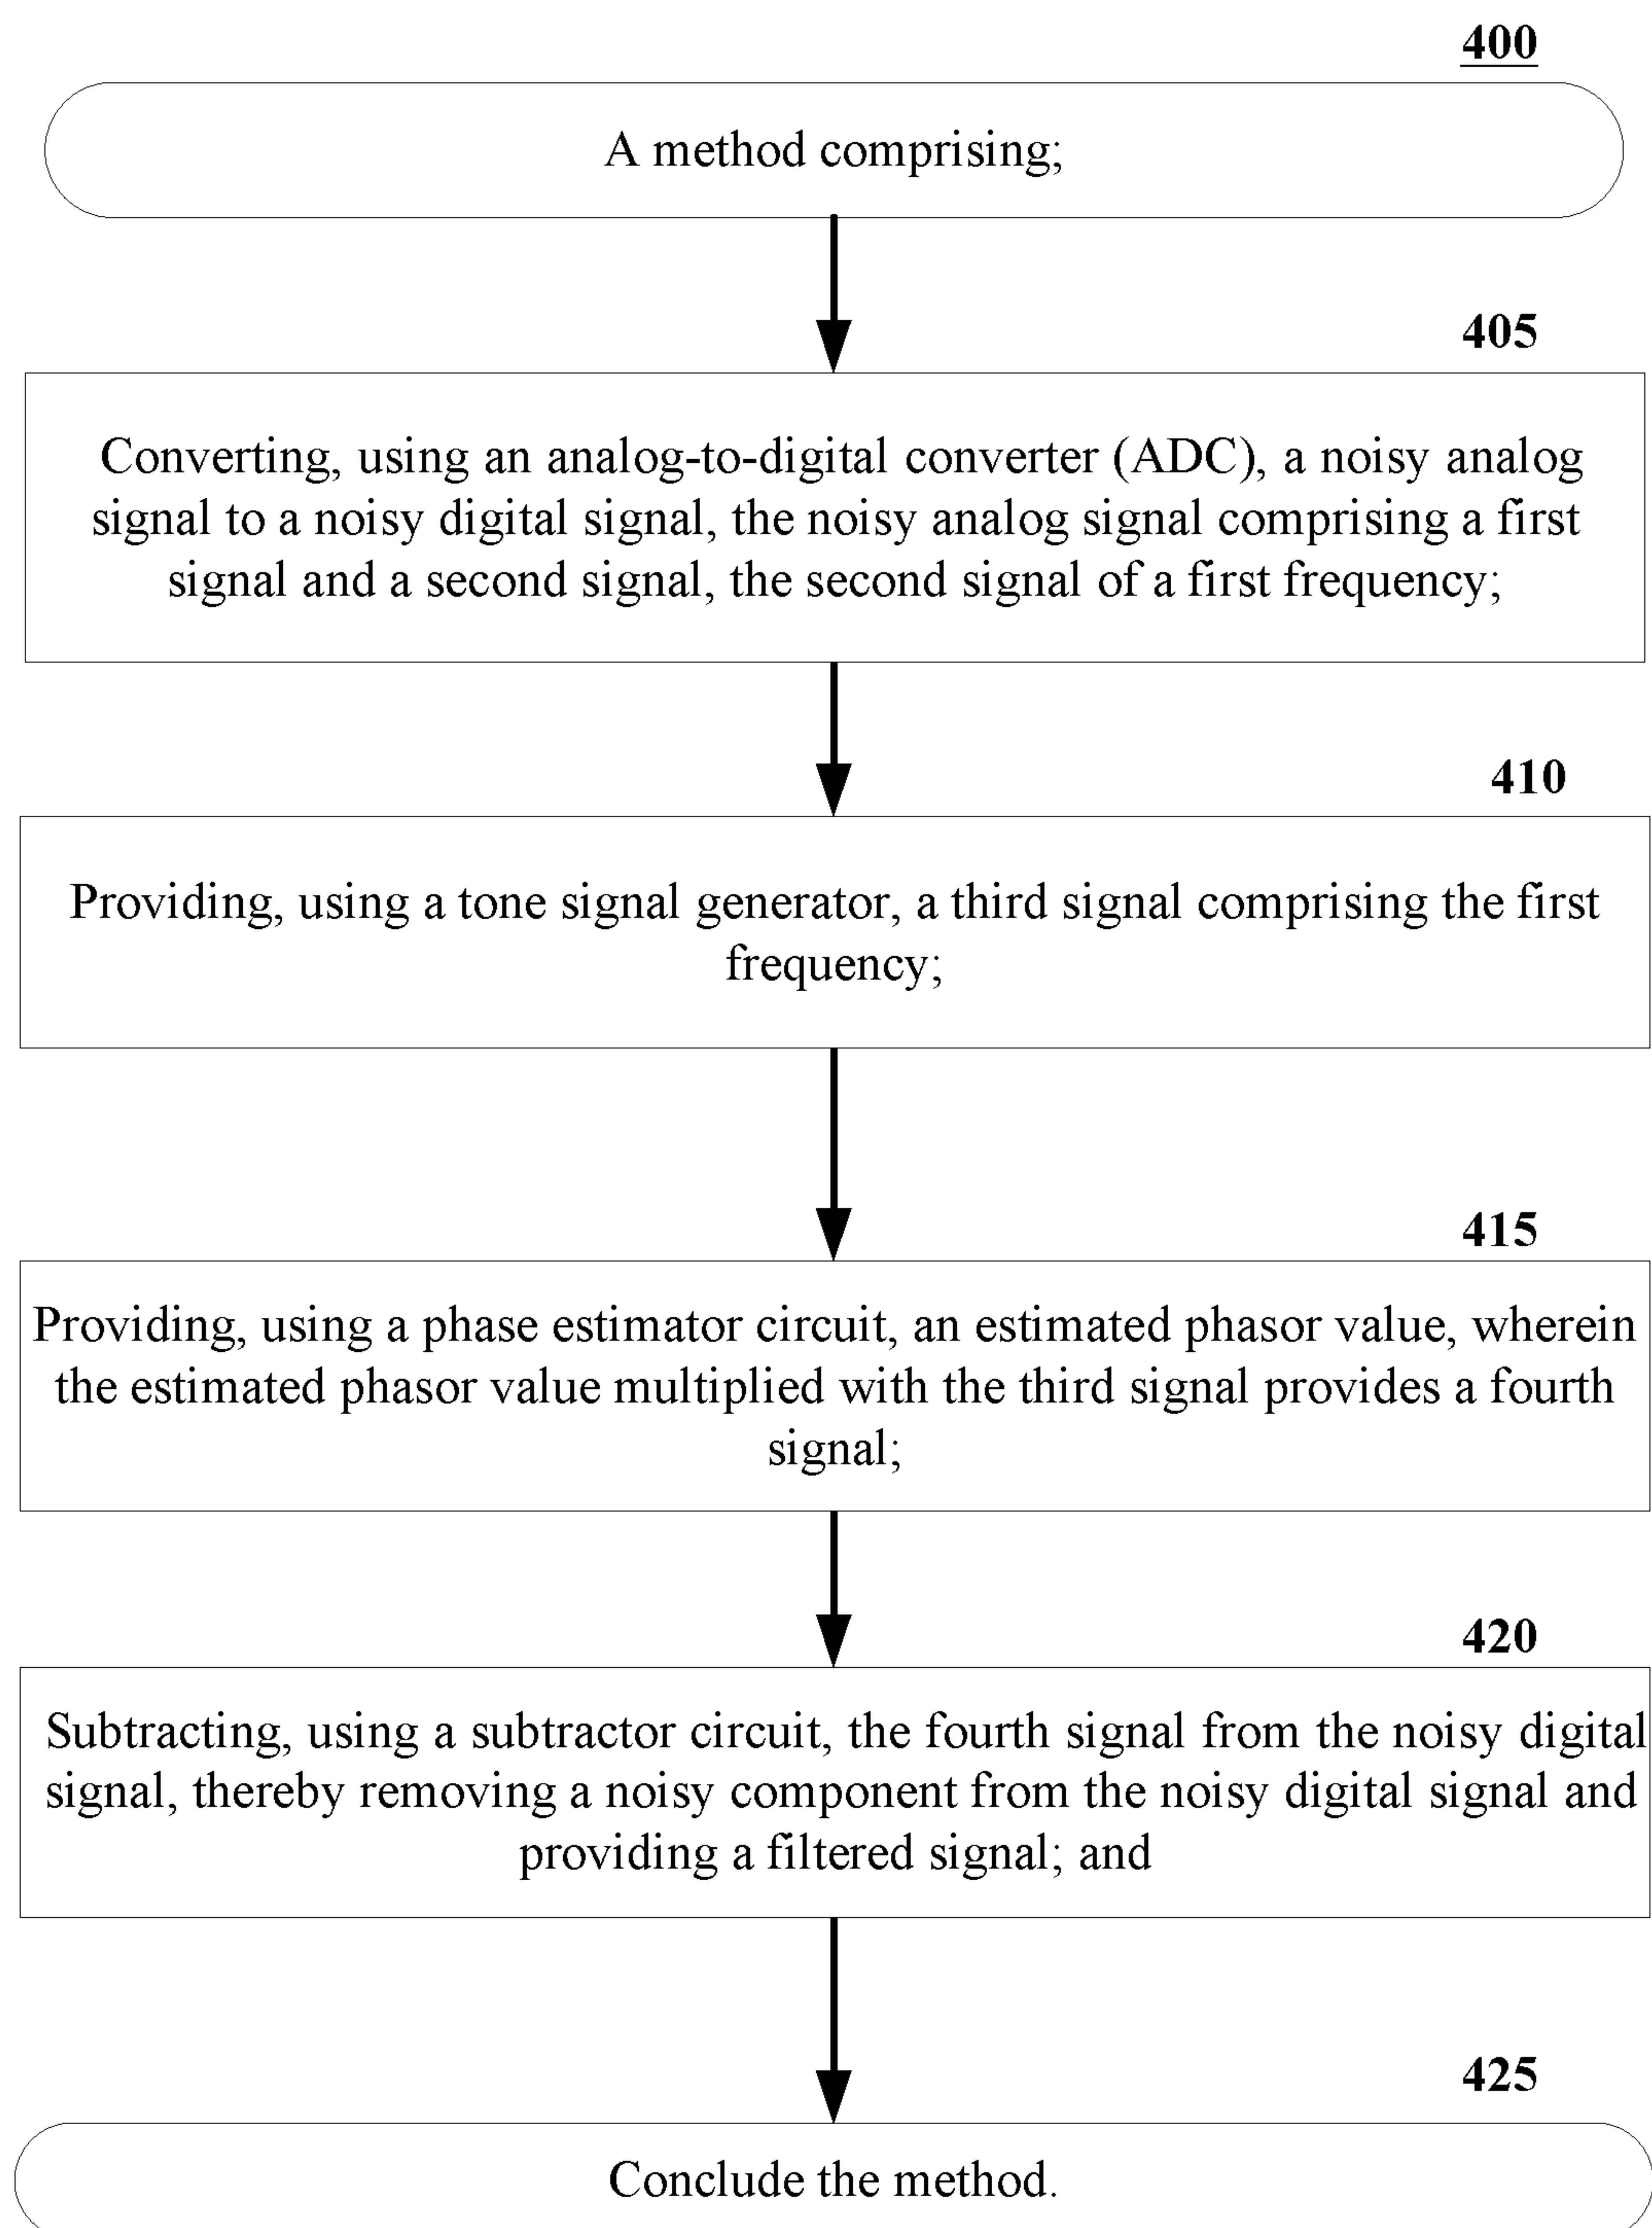 400
A method comprising;
405
Converting, using an analog-to-digital converter (ADC), a noisy analog
signal to a noisy digital signal, the noisy analog signal comprising a first
signal and a second signal, the second signal of a first frequency;
410
Providing, using a tone signal generator, a third signal comprising the first
frequency;
415
Providing, using a phase estimator circuit, an estimated phasor value, wherein
the estimated phasor value multiplied with the third signal provides a fourth
signal;
420
Subtracting, using a subtractor circuit, the fourth signal from the noisy digital
signal, thereby removing a noisy component from the noisy digital signal and
providing a filtered signal; and
425
Conclude the method.